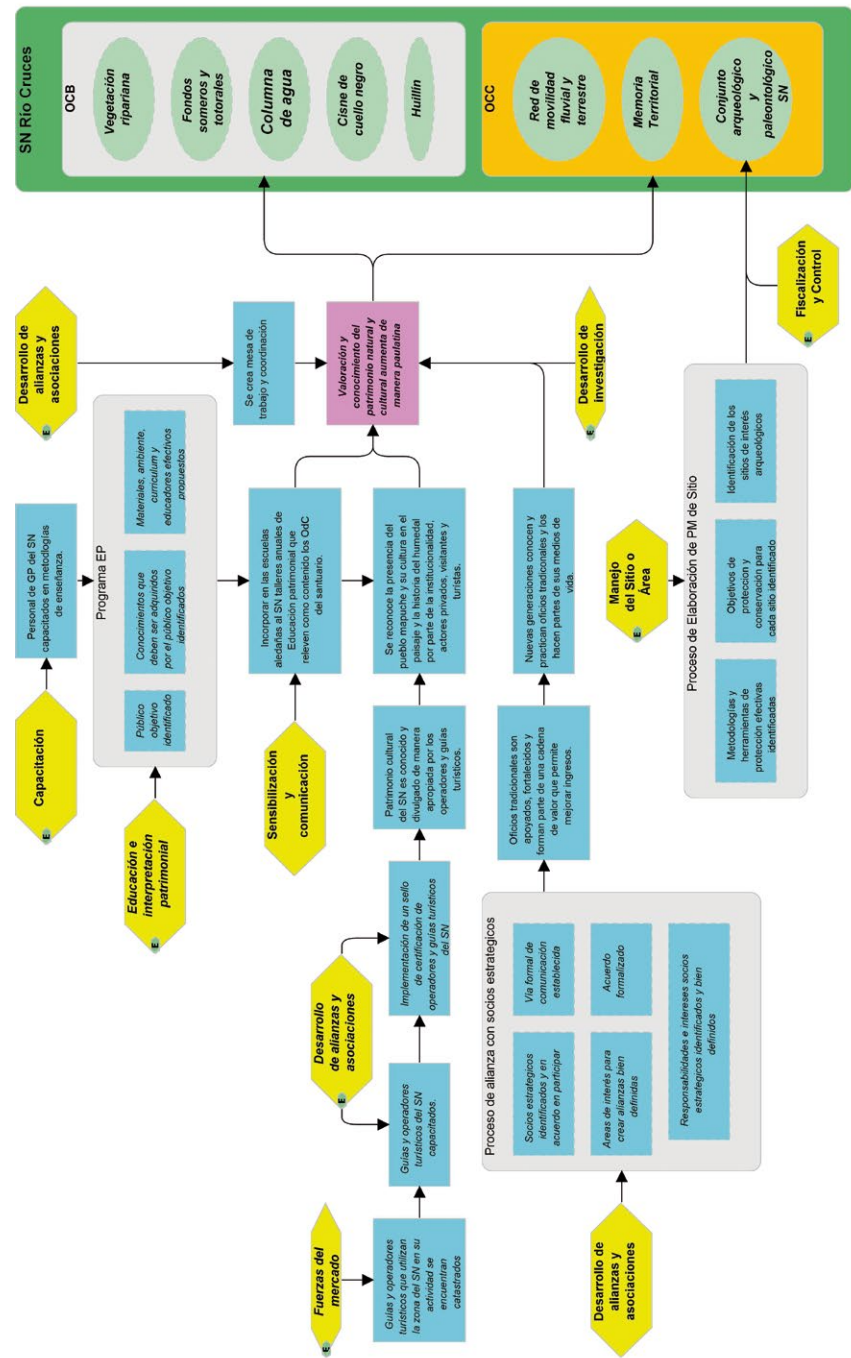 Capacitación
Personal de GP del SN
capacitados en metodlogías
de enseñanza.
Desarrollo de
alianzas y
asociaciones
SN Rio Cruces
Educación e
interpretación
patrimonial
Programa EP
Público
objetivo
identificado
Conocimientos que
deben ser adquiridos
por el público objetivo
identificados
Materiales, ambiente,
curriculum y
educadores efectivos
propuestos
Se crea mesa de
trabajo y coordinación
OCB
Vegetación
ripariana
Fondos
someros y
totorales
Columna
de agua
Cisne de
cuello negro
Huillín
Sensibilización
y
comunicación
Incorporar en las escuelas
aledañas al SN talleres anuales de
Educación patrimonial que
releven como contenido los OdC
del santuario.
Valoración y
conocimiento del
patrimonio natural y
cultural aumenta de
manera paulatina
Fuerzas del
mercado
Guías y operadores
turísticos que utilizan
la zona del SN en su
actividad se
encuentran
catastrados
Guías y operadores
turísticos del SN
capacitados.
Desarrollo
de alianzas y
asociaciones
Implementación de un sello
de certificación de
operadores y guías turísticos
del SN
Patrimonio cultural
del SN es conocido y
divulgado de manera
apropiada por los
operadores y guías
turísticos.
Se reconoce la presencia del
pueblo mapuche y su cultura en el
paisaje y la historia del humedal
por parte de la institucionalidad,
actores privados, visitantes y
turistas.
OCC
Red de
movilidad
fluvial y
terrestre
Memoria
Territorial
Conjunto
arqueológico
y
paleontológico
SN
Desarrollo de
alianzas y
asociaciones
Proceso de alianza con socios estrategicos
Socios estrategicos
identificados y en
acuerdo en participar
Vía formal de
comunicación
establecida
Areas de interés para
crear alianzas bien
definidas
Acuerdo
formalizado
Responsabilidades e intereses socios
estrategicos identificados y bien
definidos
Oficios tradicionales son
apoyados, fortalecidos y
forman parte de una cadena
de valor que permite
mejorar ingresos.
Nuevas generaciones conocen y
practican oficios tradicionales y los
hacen partes de sus medios de
vida.
Desarrollo de
investigación
Manejo
del Sitio o
Área
Proceso de Elaboración de PM de Sitio
Metodologías y
herramientas de
protección efectivas
identificadas
Objetivos de
proteccion y
conservación para
cada sitio identificado
Identificación de los
sitios de interés
arqueológicos
Fiscalización
y Control
E
E
E
E
E
E
E
E
E